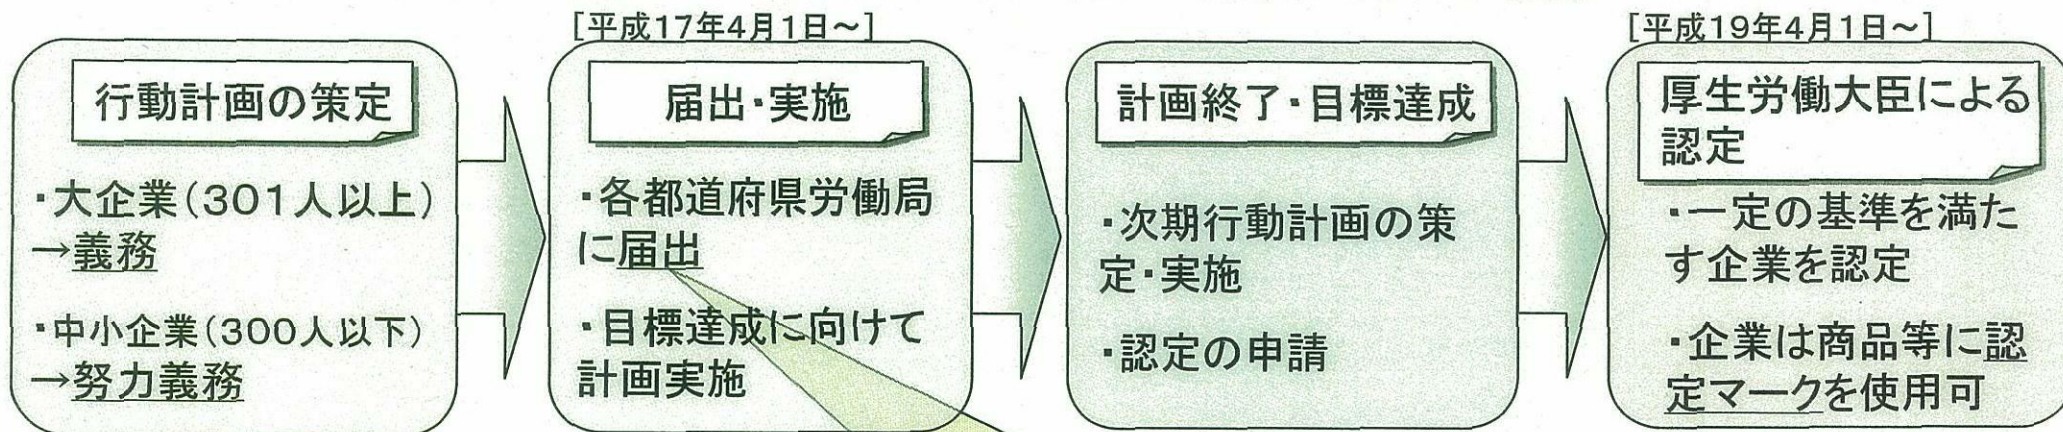 行動計画の策定
・大企業(301人以上)
→義務
・中小企業(300人以下)
→努力義務
[平成17年4月1日～]
届出・実施
・各都道府県労働局
に届出
・目標達成に向けて
計画実施
計画終了・目標達成
・次期行動計画の策
定・実施
・認定の申請
[平成19年4月1日～]
厚生労働大臣による
認定
・一定の基準を満た
す企業を認定
・企業は商品等に認
定マークを使用可